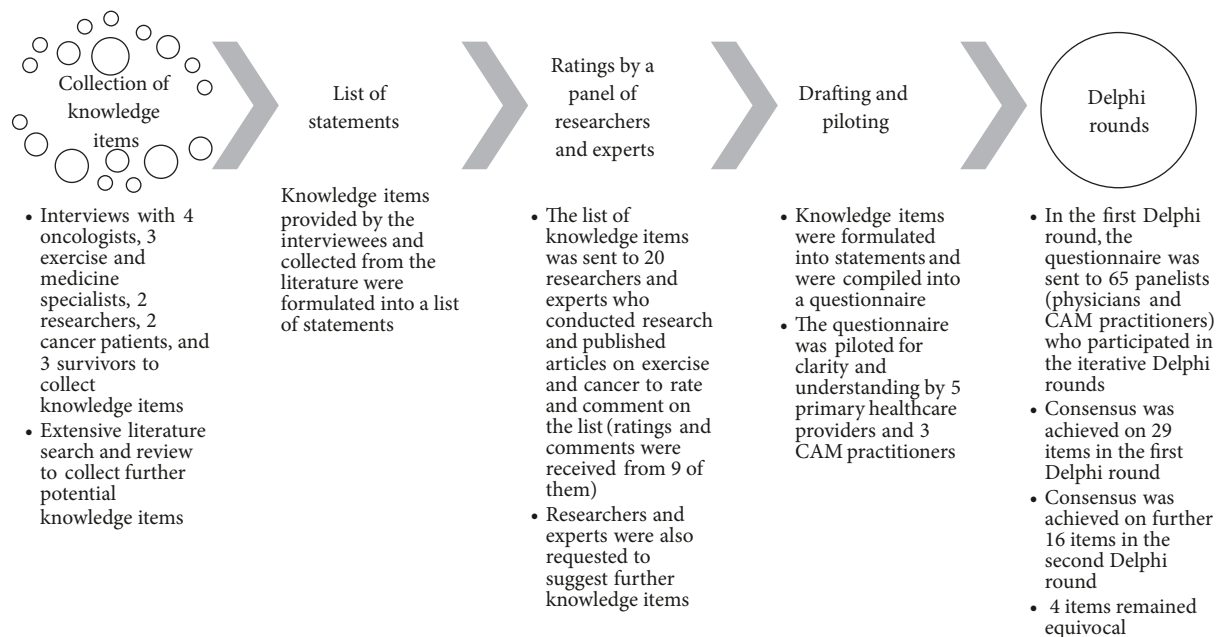 Collection of
knowledge
items
List of
statements
Ratings by a
panel of
researchers
and experts
Drafting and
piloting
Delphi
rounds
• Interviews with 4
oncologists, 3
exercise and
medicine
specialists, 2
researchers, 2
cancer patients, and
3 survivors to
collect
knowledge items
• Extensive literature
search and review
to collect further
potential
knowledge items
Knowledge items
provided by the
interviewees and
collected from the
literature were
formulated into a list
of statements
• The list of
knowledge items
was sent to 20
researchers and
experts who
conducted research
and published
articles on exercise
and cancer to rate
and comment on
the list (ratings and
comments were
received from 9 of
them)
• Researchers and
experts were also
requested to
suggest further
knowledge items
• Knowledge items
were formulated
into statements and
were compiled into
a questionnaire
• The questionnaire
was piloted for
clarity and
understanding by 5
primary healthcare
providers and 3
CAM practitioners
• In the first Delphi
round, the
questionnaire was
sent to 65 panelists
(physicians and
CAM practitioners)
who participated in
the iterative Delphi
rounds
• Consensus was
achieved on 29
items in the first
Delphi round
• Consensus was
achieved on further
16 items in the
second Delphi
round
• 4 items remained
equivocal